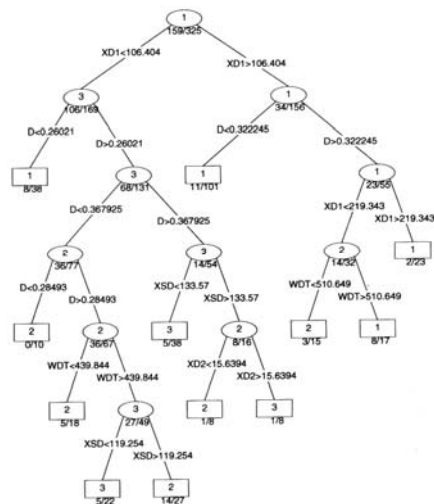 1
159/325
XD1<106.404
XD1>106.404
3
106/169
1
34/156
D<0.26021
D>0.26021
D<0.322245
D>0.322245
1
8/38
3
68/131
1
11/101
1
23/55
D<0.367925
D>0.367925
XD1<219.343
XD1>219.343
2
36/77
3
14/54
2
14/32
1
2/23
D<0.28493
D>0.28493
XSD<133.57
XSD>133.57
WDT<510.649
WDT>510.649
2
0/10
2
36/67
3
5/38
2
8/16
2
3/15
1
8/17
WDT<439.844
WDT>439.844
XD2<15.6394
XD2>15.6394
2
5/18
3
27/49
2
1/8
3
1/8
XSD<119.254
XSD>119.254
3
5/22
2
14/27